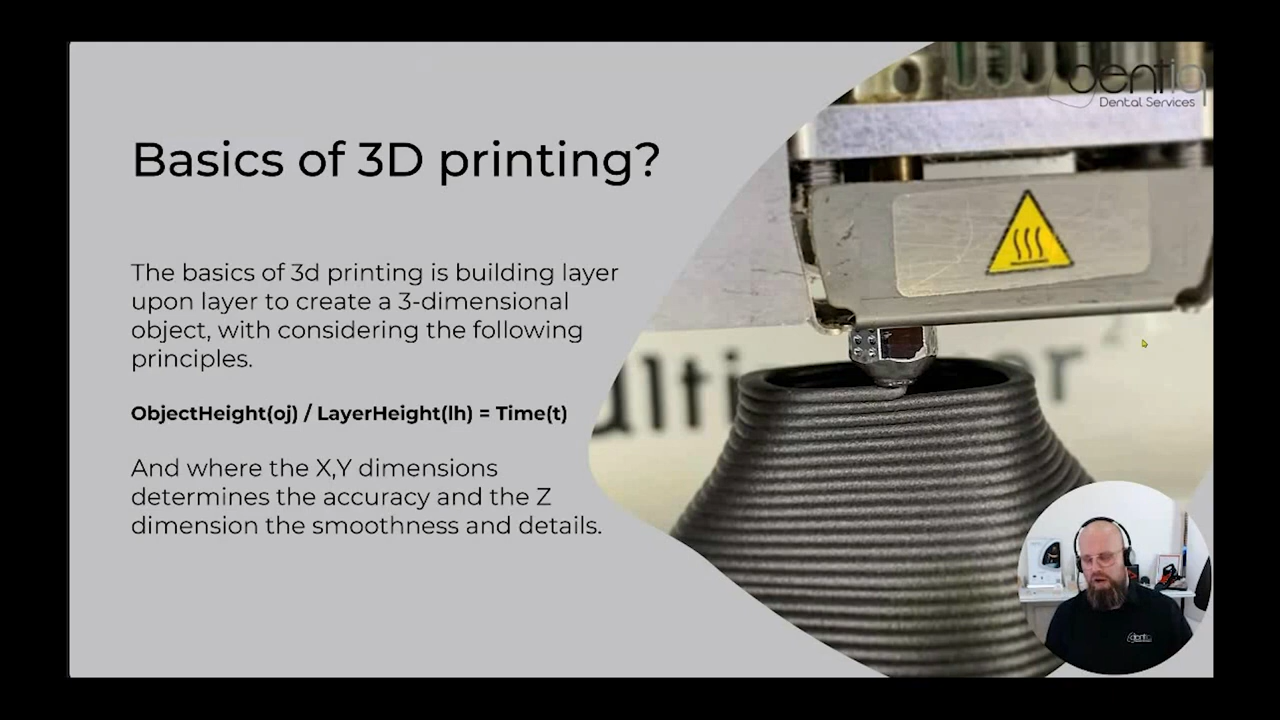 dentiq
Dental Services
Basics of 3D printing?
The basics of 3d printing is building layer
upon layer to create a 3-dimensional
object, with considering the following
principles.
ObjectHeight(oj) / LayerHeight(lh) = Time(t)
And where the X,Y dimensions
determines the accuracy and the Z
dimension the smoothness and details.
dentiq